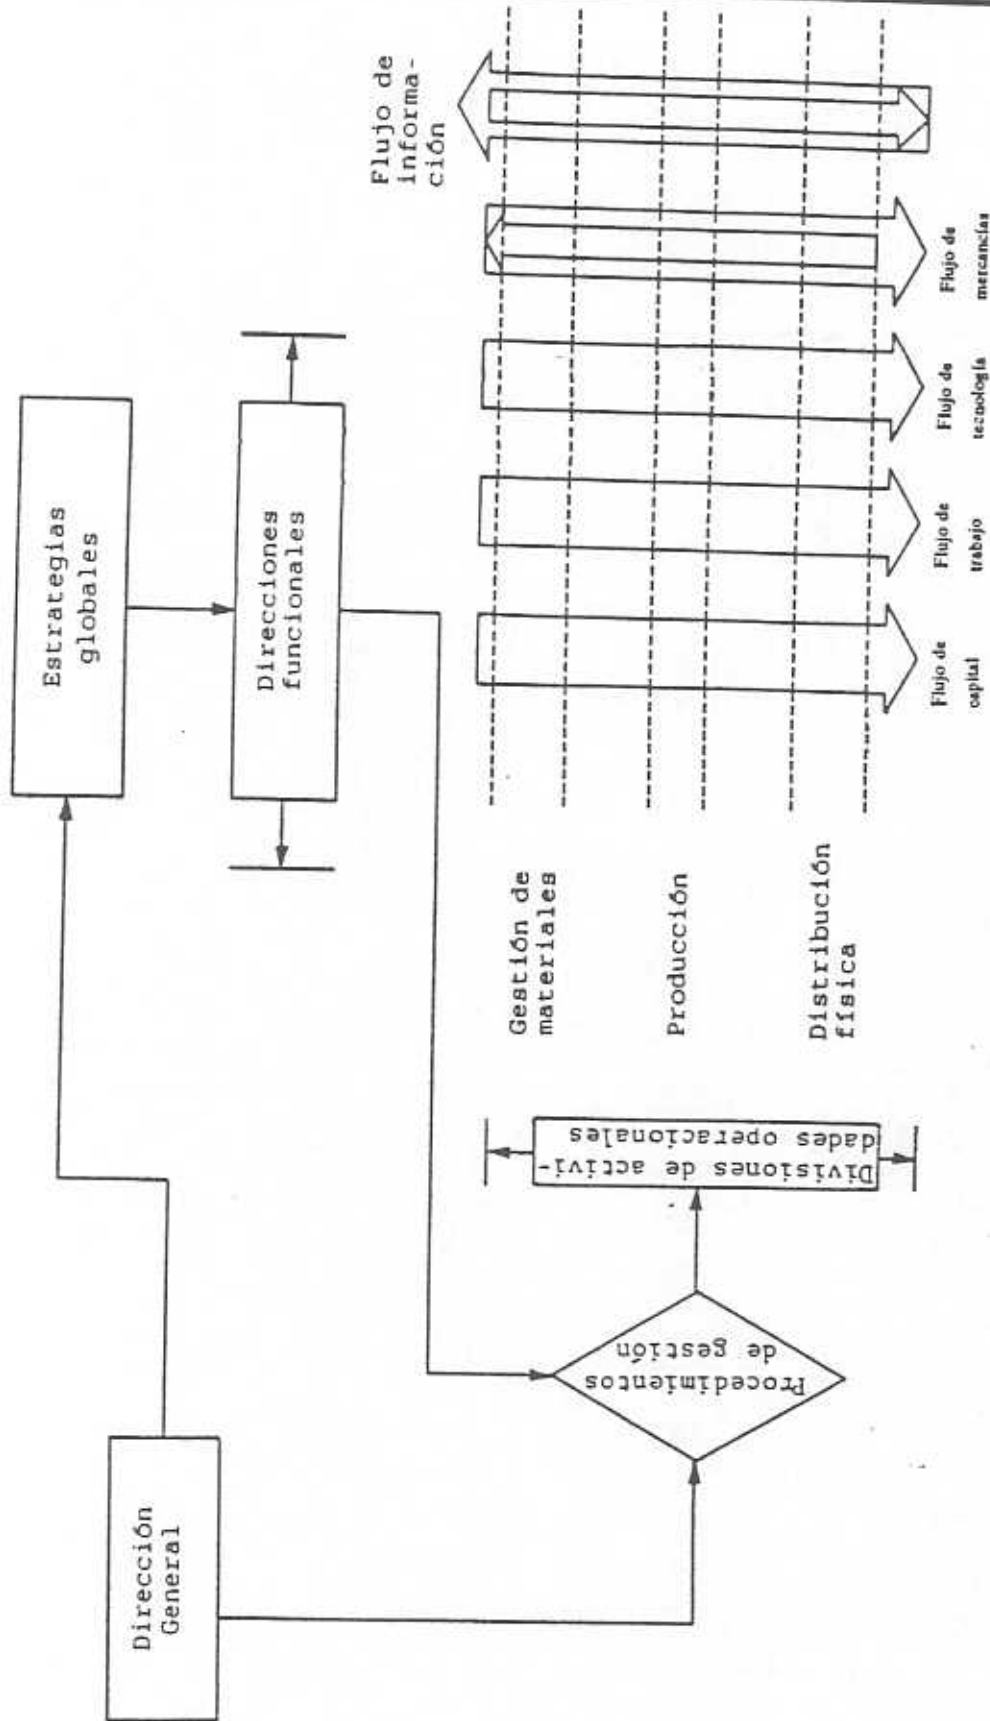 Dirección
General
Estrategias
globales
Direcciones
funcionales
Procedimientos
de gestión
Divisiones de activi-
dades operacionales
Gestión de
materiales
Producción
Distribución
física
Flujo de
informa-
ción
Flujo de
capital
Flujo de
trabajo
Flujo de
tecnología
Flujo de
mercancías